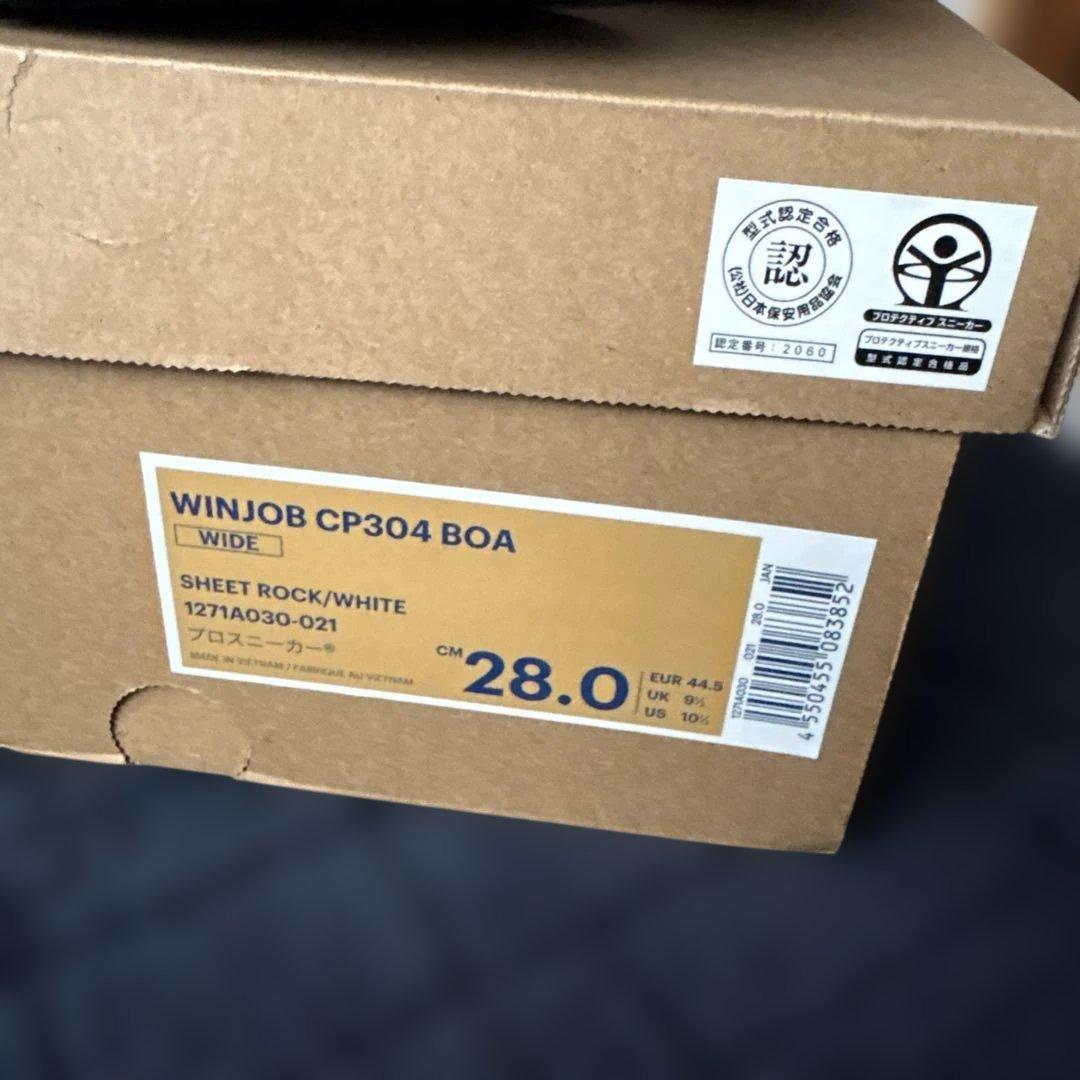 型式認定合格
認
(公社)日本保安用品協会
認定番号:2060
プロテクティブ スニーカー
プロテクティブスニーカー規格
型式認定合格品
WINJOB CP304 BOA
WIDE
SHEET ROCK/WHITE
1271A030-021
プロスニーカー®
MADE IN VIETNAM / FABRIQUE AU VIETNAM
CM 28.0
EUR 44.5
UK 9½
US 10½
1271A030 021 28.0 JAN
4550455083852